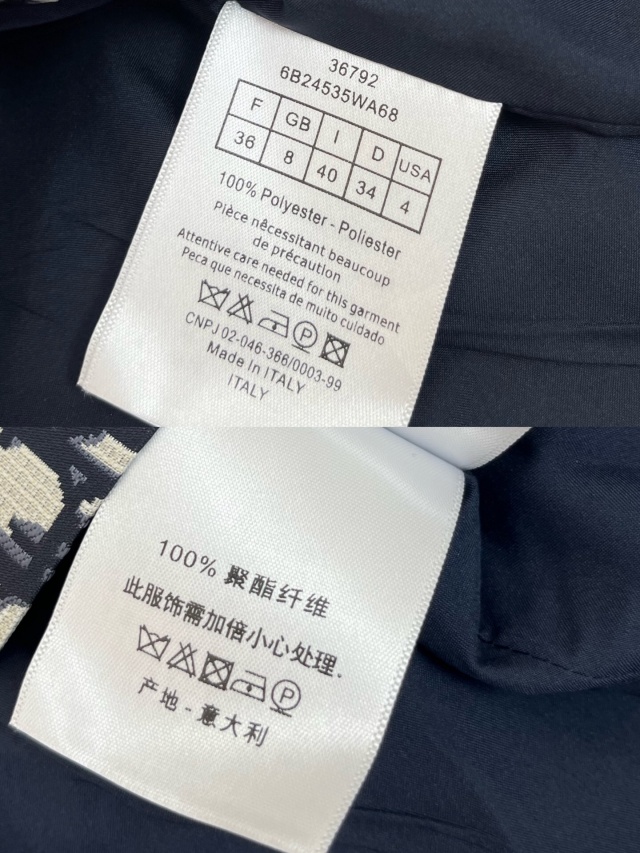 36792
6B24535WA68
F GB I D USA
36 8 40 34 4
100% Polyester - Poliester
Pièce nécessitant beaucoup
de précaution
Attentive care needed for this garment
Peca que necessita de muito cuidado
P
CNPJ 02-046-366/0003-99
Made in ITALY
ITALY
100% 聚酯纤维
此服饰需加倍小心处理.
P
产地-意大利